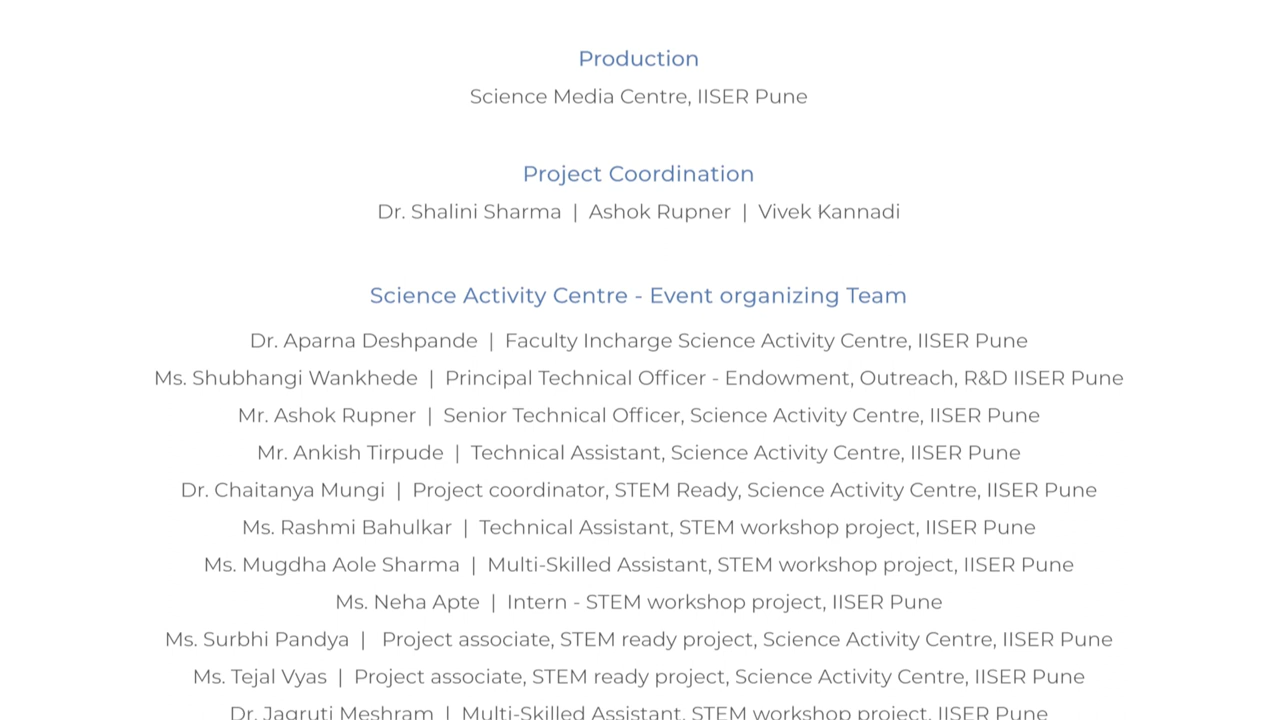 Production
Science Media Centre, IISER Pune
Project Coordination
Dr. Shalini Sharma | Ashok Rupner | Vivek Kannadi
Science Activity Centre - Event organizing Team
Dr. Aparna Deshpande | Faculty Incharge Science Activity Centre, IISER Pune
Ms. Shubhangi Wankhede | Principal Technical Officer - Endowment, Outreach, R&D IISER Pune
Mr. Ashok Rupner | Senior Technical Officer, Science Activity Centre, IISER Pune
Mr. Ankish Tirpude | Technical Assistant, Science Activity Centre, IISER Pune
Dr. Chaitanya Mungi | Project coordinator, STEM Ready, Science Activity Centre, IISER Pune
Ms. Rashmi Bahulkar | Technical Assistant, STEM workshop project, IISER Pune
Ms. Mugdha Aole Sharma | Multi-Skilled Assistant, STEM workshop project, IISER Pune
Ms. Neha Apte | Intern - STEM workshop project, IISER Pune
Ms. Surbhi Pandya | Project associate, STEM ready project, Science Activity Centre, IISER Pune
Ms. Tejal Vyas | Project associate, STEM ready project, Science Activity Centre, IISER Pune
Dr. Jagruti Meshram | Multi-Skilled Assistant, STEM workshop project, IISER Pune